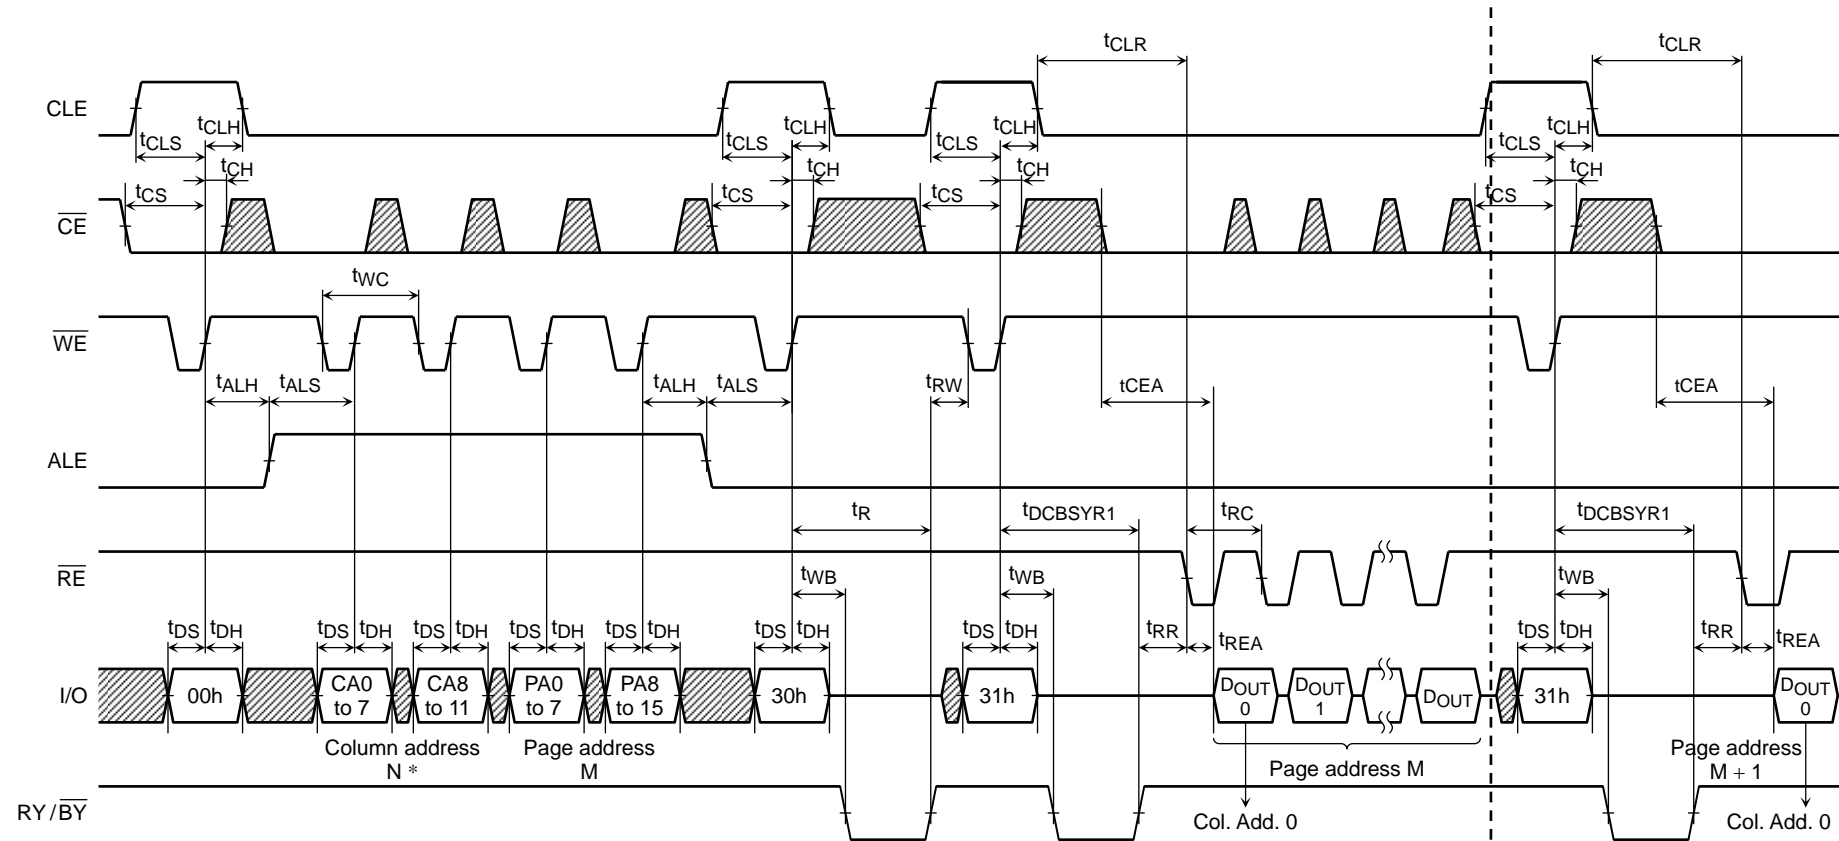 tCLR tCLR
CLE
tCLS tCLH tCLS tCLH tCLS tCLH tCLS tCLH
tCH tCH tCH tCH
tCS tCS tCS tCS
CE
tWC
WE
tALH tALS tALH tALS tRW tCEA tCEA
ALE
tR tDCBSYR1 tRC tDCBSYR1
RE
tWB tWB tWB
tDS tDH tDS tDH tDS tDH tDS tDH tDS tDH tDS tDH tDS tDH tRR tREA tDS tDH tRR tREA
I/O
00h
CA0
to 7
CA8
to 11
PA0
to 7
PA8
to 15
30h
31h
DOUT
0
DOUT
1
DOUT
31h
DOUT
0
Column address
N *
Page address
M
Page address M
Page address
M + 1
RY/BY
Col. Add. 0
Col. Add. 0